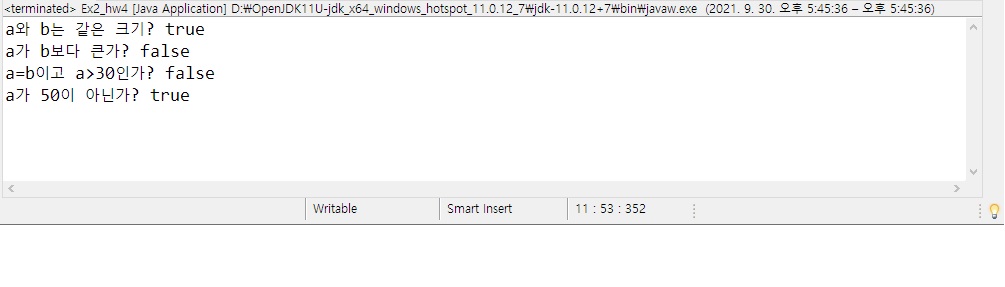 <terminated> Ex2_hw4 [Java Application] D:₩OpenJDK11U-jdk_x64_windows_hotspot_11.0.12_7₩jdk-11.0.12+7₩bin₩javaw.exe (2021. 9. 30. 오후 5:45:36 – 오후 5:45:36)
a와 b는 같은 크기? true
a가 b보다 큰가? false
a=b이고 a>30인가? false
a가 50이 아닌가? true
Writable Smart Insert 11 : 53 : 352